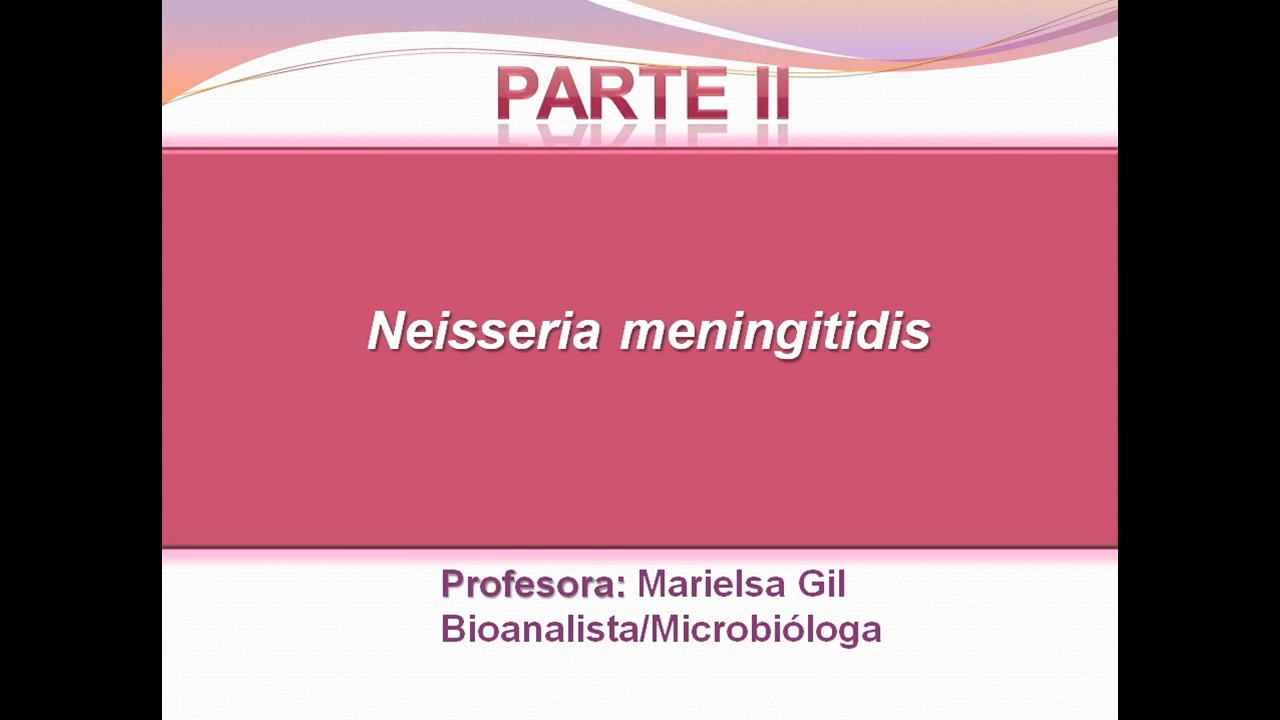 PARTE II
Neisseria meningitidis
Profesora: Marielsa Gil
Bioanalista/Microbióloga